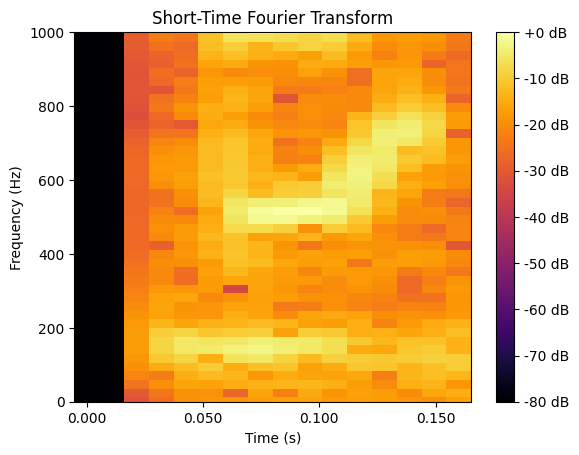 Short-Time Fourier Transform
1000
800
600
400
200
0
Frequency (Hz)
0.000
0.050
0.100
0.150
Time (s)
+0 dB
-10 dB
-20 dB
-30 dB
-40 dB
-50 dB
-60 dB
-70 dB
-80 dB